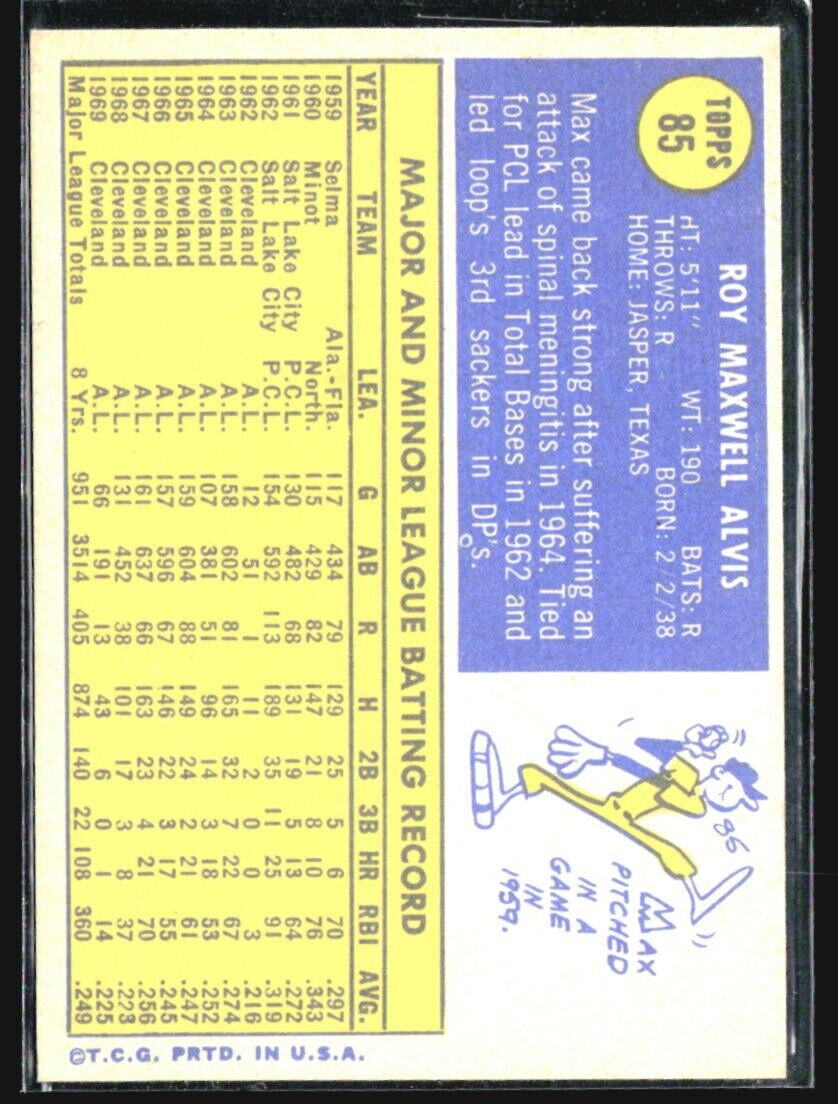 TOPPS
85
ROY MAXWELL ALVIS
HT: 5'11" WT: 190 BATS: R
THROWS: R BORN: 2/2/38
HOME: JASPER, TEXAS
Max came back strong after suffering an
attack of spinal meningitis in 1964. Tied
for PCL lead in Total Bases in 1962 and
led loop's 3rd sackers in DP's.
MAX
PITCHED
IN A
GAME
IN
1959.
MAJOR AND MINOR LEAGUE BATTING RECORD
YEAR TEAM LEA. G AB R H 2B 3B HR RBI AVG.
1959 Selma Ala.-Fla. 117 434 79 129 25 5 6 70 .297
1960 Minot North. 115 429 82 147 21 8 10 76 .343
1961 Salt Lake City P.C.L. 130 482 68 131 19 5 13 64 .272
1962 Salt Lake City P.C.L. 154 592 113 189 35 11 25 91 .319
1962 Cleveland A.L. 12 51 1 11 2 0 0 3 .216
1963 Cleveland A.L. 158 602 81 165 32 7 22 67 .274
1964 Cleveland A.L. 107 381 51 96 14 3 18 53 .252
1965 Cleveland A.L. 159 604 88 149 24 2 21 61 .247
1966 Cleveland A.L. 157 596 67 146 22 3 17 55 .245
1967 Cleveland A.L. 161 637 66 163 23 4 21 70 .256
1968 Cleveland A.L. 131 452 38 101 17 3 8 37 .223
1969 Cleveland A.L. 66 191 13 43 6 0 1 14 .225
Major League Totals 8 Yrs. 951 3514 405 874 140 22 108 360 .249
©T.C.G. PRTD. IN U.S.A.